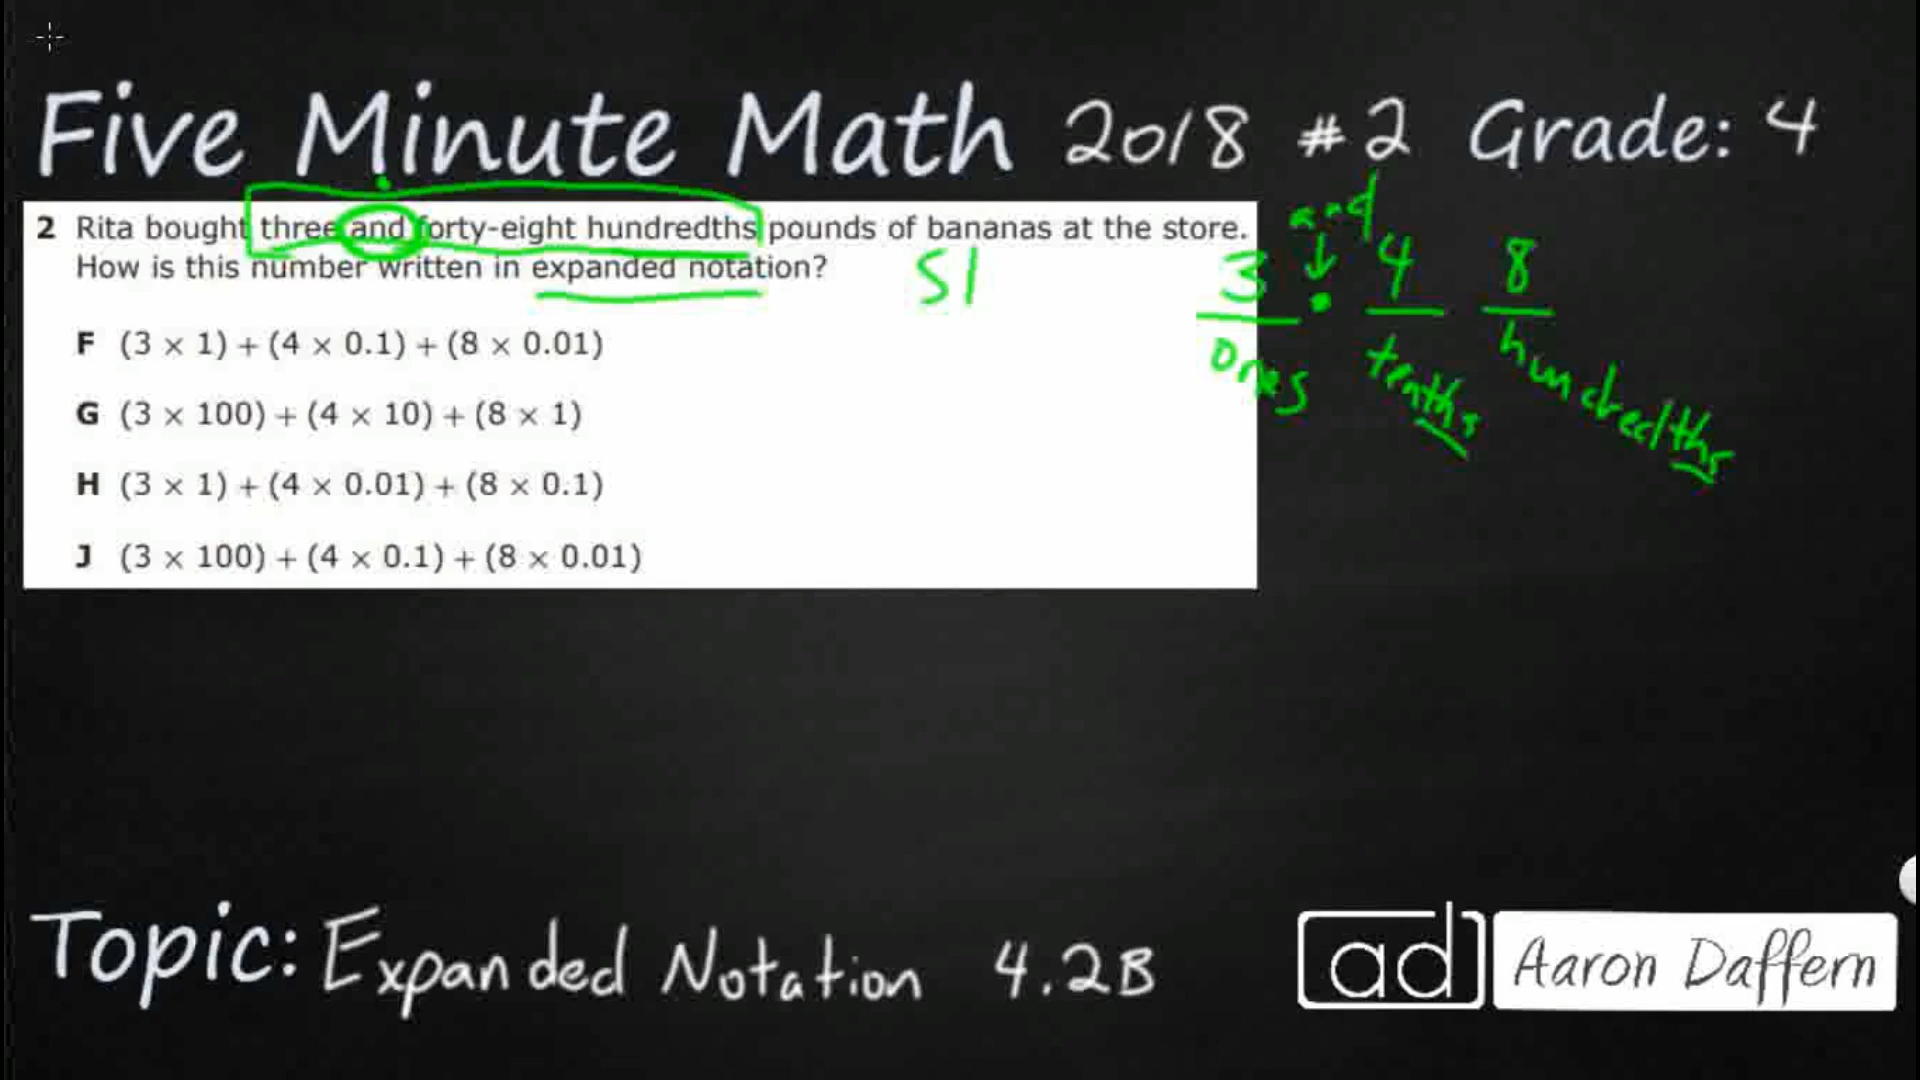 Five Minute Math 2018 #2 Grade: 4
2 Rita bought three and forty-eight hundredths pounds of bananas at the store.
How is this number written in expanded notation?
F (3 × 1) + (4 × 0.1) + (8 × 0.01)
G (3 × 100) + (4 × 10) + (8 × 1)
H (3 × 1) + (4 × 0.01) + (8 × 0.1)
J (3 × 100) + (4 × 0.1) + (8 × 0.01)
and
3 . 4 8
ones tenths hundredths
Topic: Expanded Notation 4.2B
ad Aaron Daffern